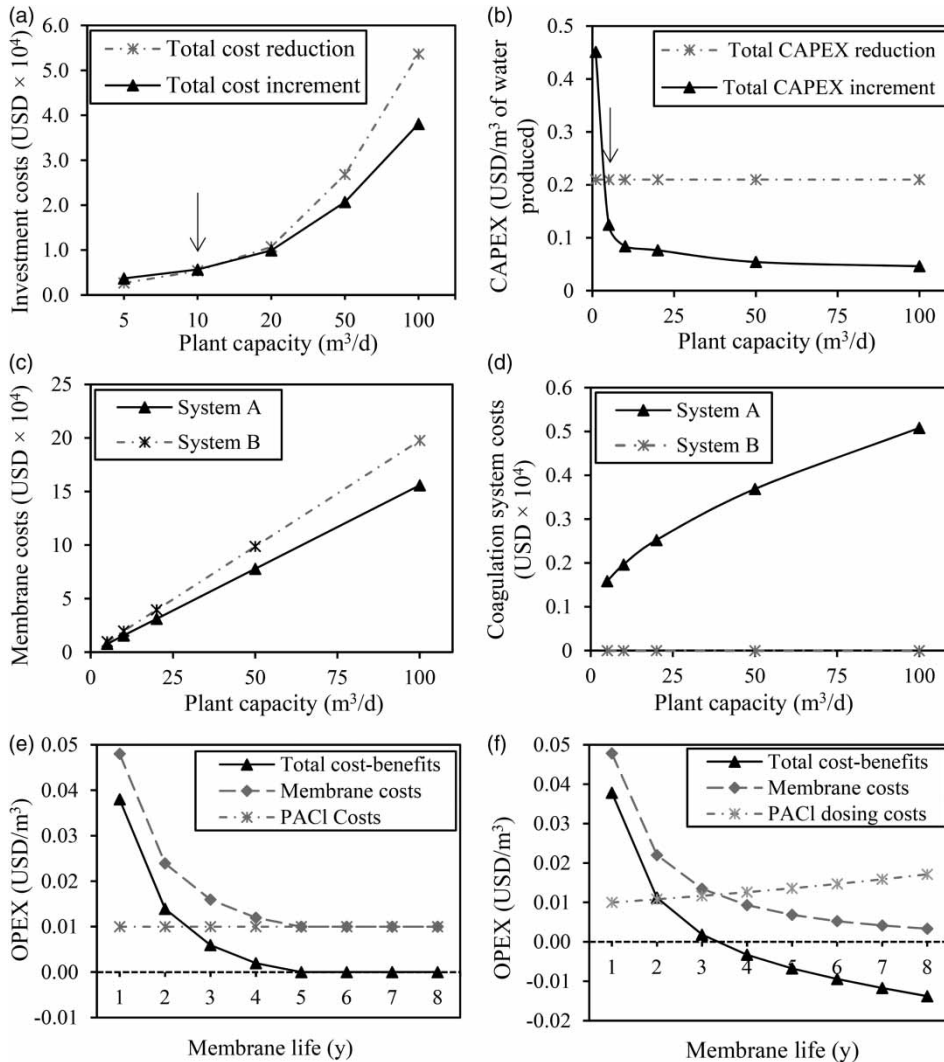 (a)
6.0
5.0
4.0
3.0
2.0
1.0
0.0
Investment costs (USD × 10⁴)
Total cost reduction
Total cost increment
5 10 20 50 100
Plant capacity (m³/d)
(b)
0.5
0.4
0.3
0.2
0.1
0
CAPEX (USD/m³ of water
produced)
Total CAPEX reduction
Total CAPEX increment
0 25 50 75 100
Plant capacity (m³/d)
(c)
25
20
15
10
5
0
Membrane costs (USD × 10⁴)
System A
System B
0 25 50 75 100
Plant capacity (m³/d)
(d)
0.6
0.5
0.4
0.3
0.2
0.1
0
Coagulation system costs
(USD × 10⁴)
System A
System B
0 25 50 75 100
Plant capacity (m³/d)
(e)
0.05
0.04
0.03
0.02
0.01
0.00
-0.01
OPEX (USD/m³)
Total cost-benefits
Membrane costs
PACl Costs
1 2 3 4 5 6 7 8
Membrane life (y)
(f)
0.05
0.04
0.03
0.02
0.01
0.00
-0.01
-0.02
OPEX (USD/m³)
Total cost-benefits
Membrane costs
PACl dosing costs
1 2 3 4 5 6 7 8
Membrane life (y)